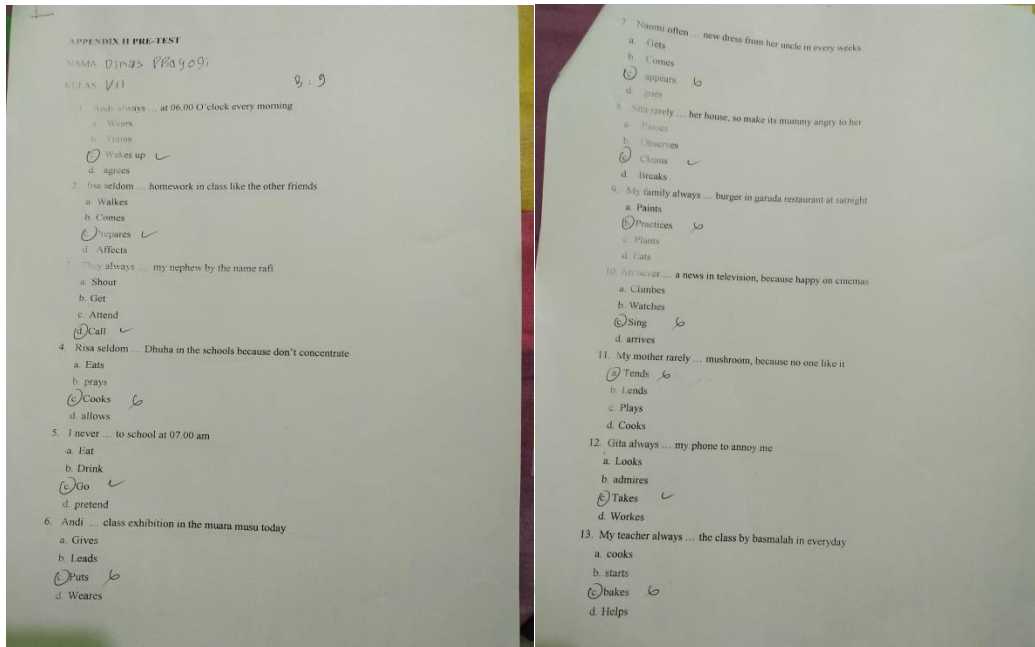 APPENDIX II PRE-TEST
NAMA Dimas PRayogi
KELAS VII
B : 9
1. Andy always ... at 06.00 O'clock every morning
a. Wears
b. Trains
c. Wakes up
d. agrees
2. Irsa seldom ... homework in class like the other friends
a. Walkes
b. Comes
c. Prepares
d. Affects
3. They always ... my nephew by the name rafi
a. Shout
b. Get
c. Attend
d. Call
4. Risa seldom ... Dhuha in the schools because don't concentrate
a. Eats
b. prays
c. Cooks
d. allows
5. I never ... to school at 07.00 am
a. Eat
b. Drink
c. Go
d. pretend
6. Andi ... class exhibition in the muara musu today
a. Gives
b. Leads
c. Puts
d. Weares
7. Naomi often ... new dress from her uncle in every weeks
a. Gets
b. Comes
c. appears
d. goes
8. Sita rarely ... her house, so make its mummy angry to her
a. Passes
b. Observes
c. Cleans
d. Breaks
9. My family always ... burger in garuda restaurant at satnight
a. Paints
b. Practices
c. Plants
d. Eats
10. Ari never ... a news in television, because happy on cinemas
a. Climbes
b. Watches
c. Sing
d. arrives
11. My mother rarely ... mushroom, because no one like it
a. Tends
b. Lends
c. Plays
d. Cooks
12. Gita always ... my phone to annoy me
a. Looks
b. admires
c. Takes
d. Workes
13. My teacher always ... the class by basmalah in everyday
a. cooks
b. starts
c. bakes
d. Helps